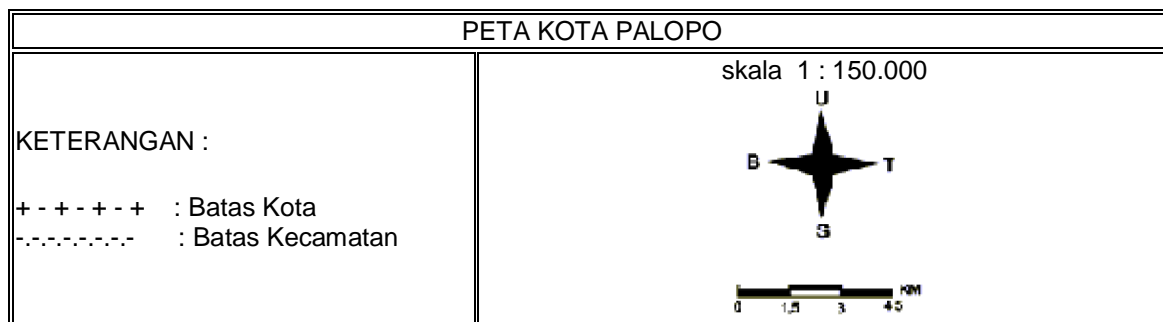 PETA KOTA PALOPO
KETERANGAN :
+ - + - + - +    : Batas Kota
-.-.-.-.-.-.-.-    : Batas Kecamatan
skala  1 : 150.000
U
B T
S
KM
0 1,5 3 4.5